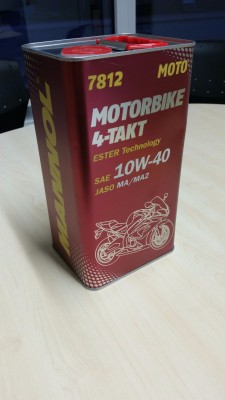 7812
MOTO
MOTORBIKE
4-TAKT
ESTER Technology
SAE 10W-40
JASO MA/MA2
MANNOL